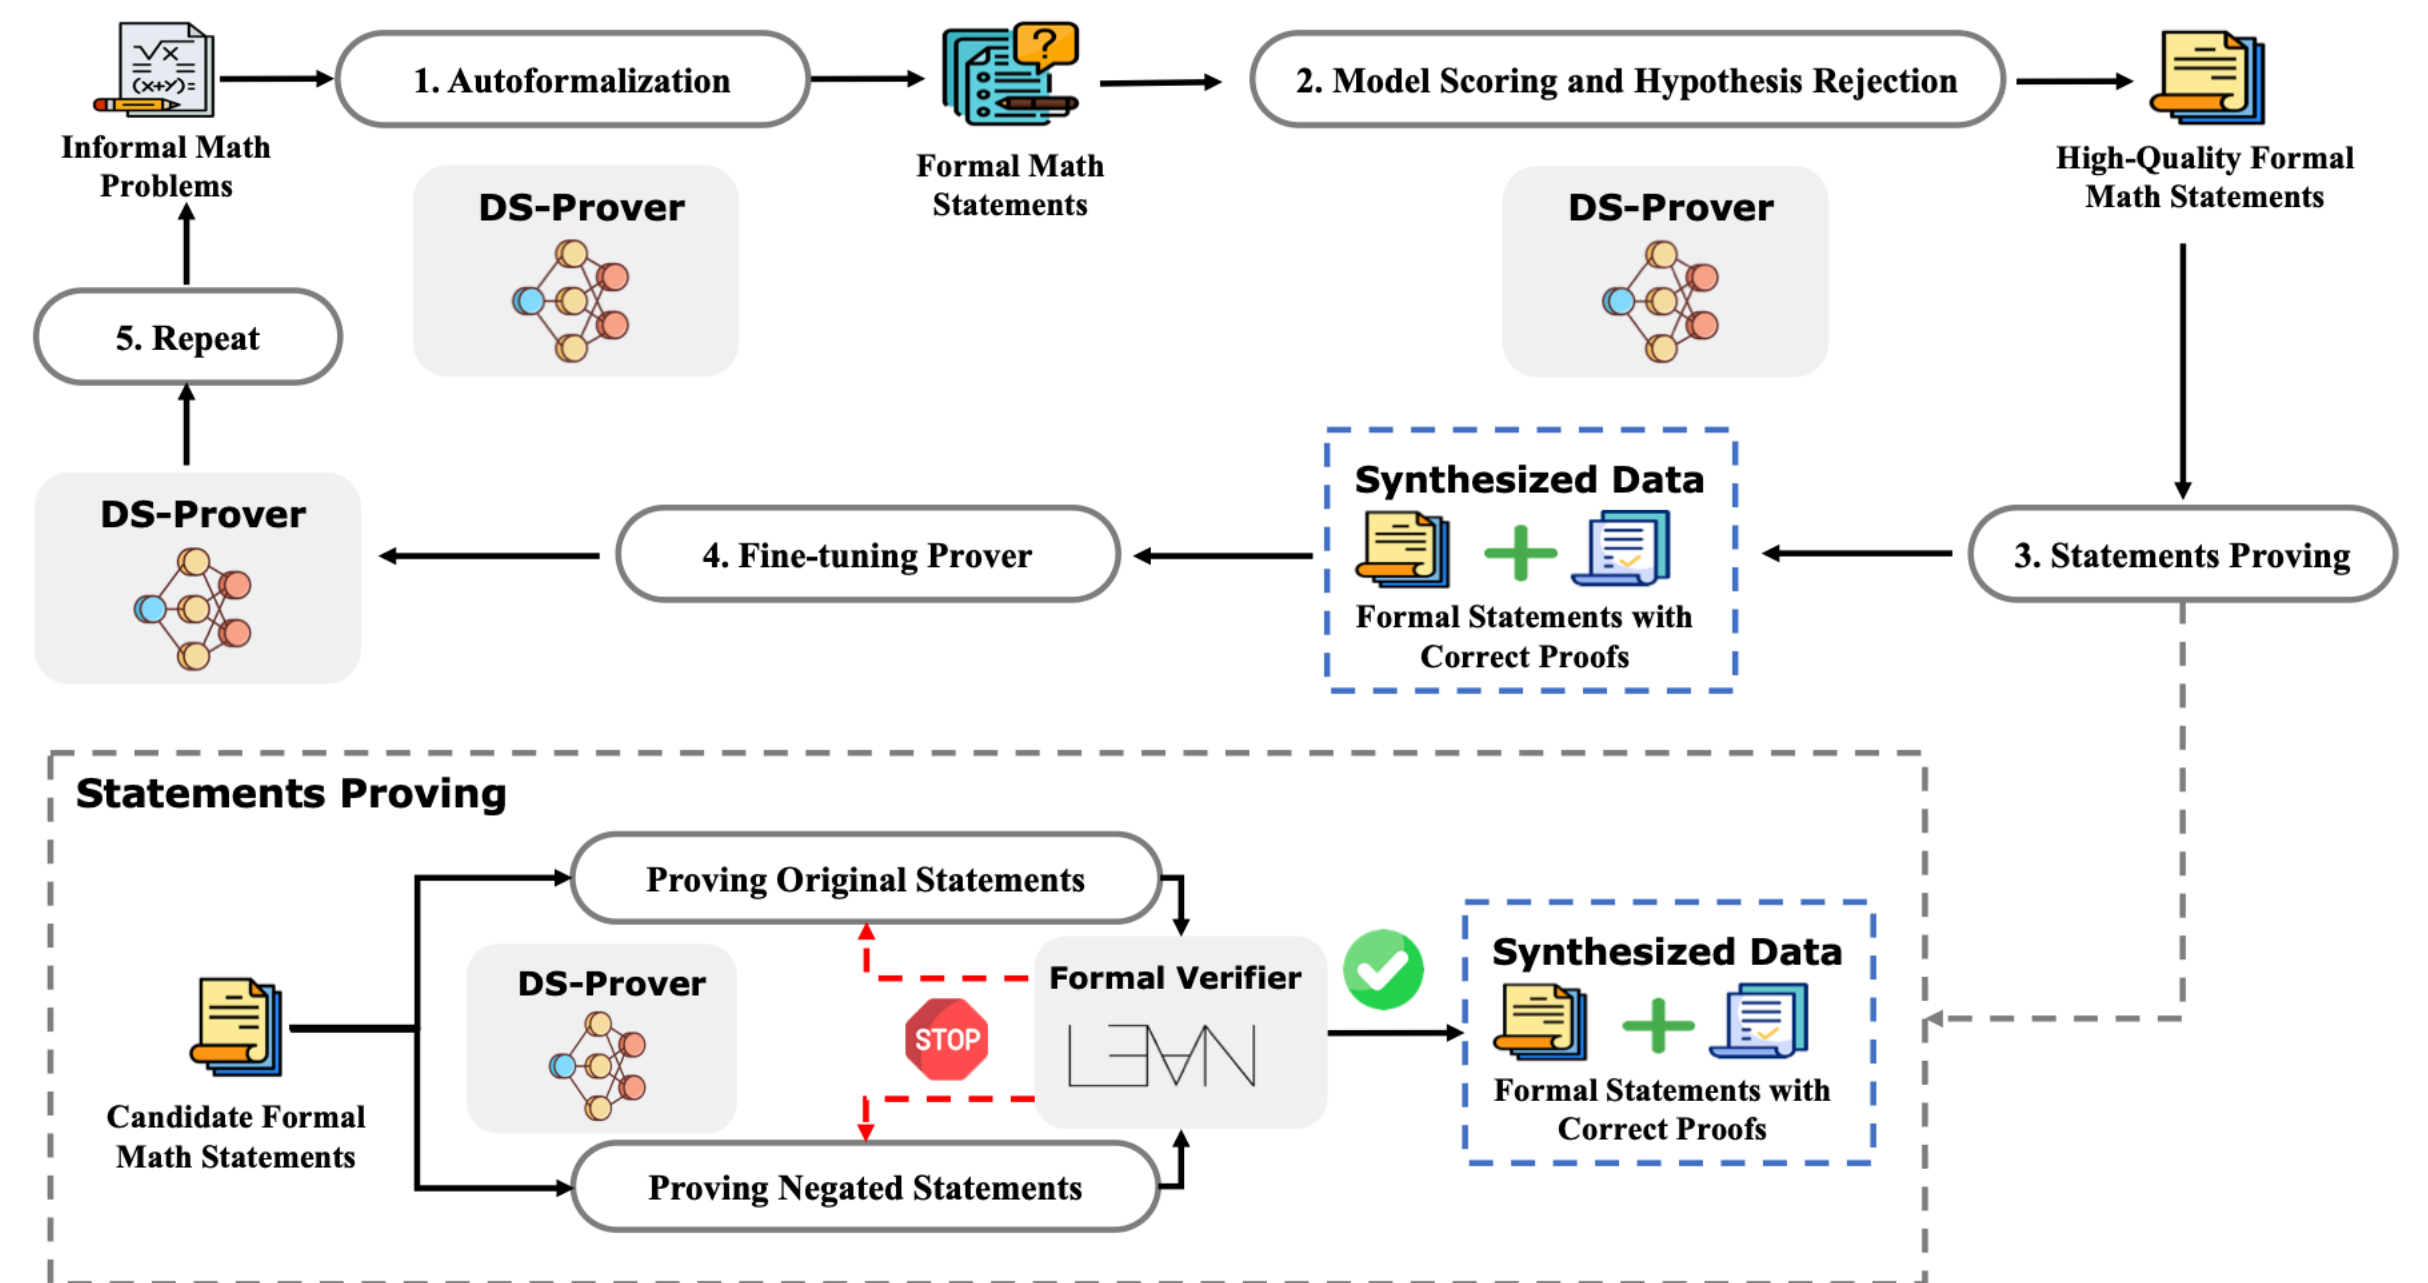 √x
(x+y)=
Informal Math
Problems
1. Autoformalization
?
Formal Math
Statements
2. Model Scoring and Hypothesis Rejection
High-Quality Formal
Math Statements
DS-Prover
DS-Prover
5. Repeat
DS-Prover
4. Fine-tuning Prover
Synthesized Data
Formal Statements with
Correct Proofs
3. Statements Proving
Statements Proving
Candidate Formal
Math Statements
Proving Original Statements
DS-Prover
STOP
Formal Verifier
LEAN
Proving Negated Statements
Synthesized Data
Formal Statements with
Correct Proofs